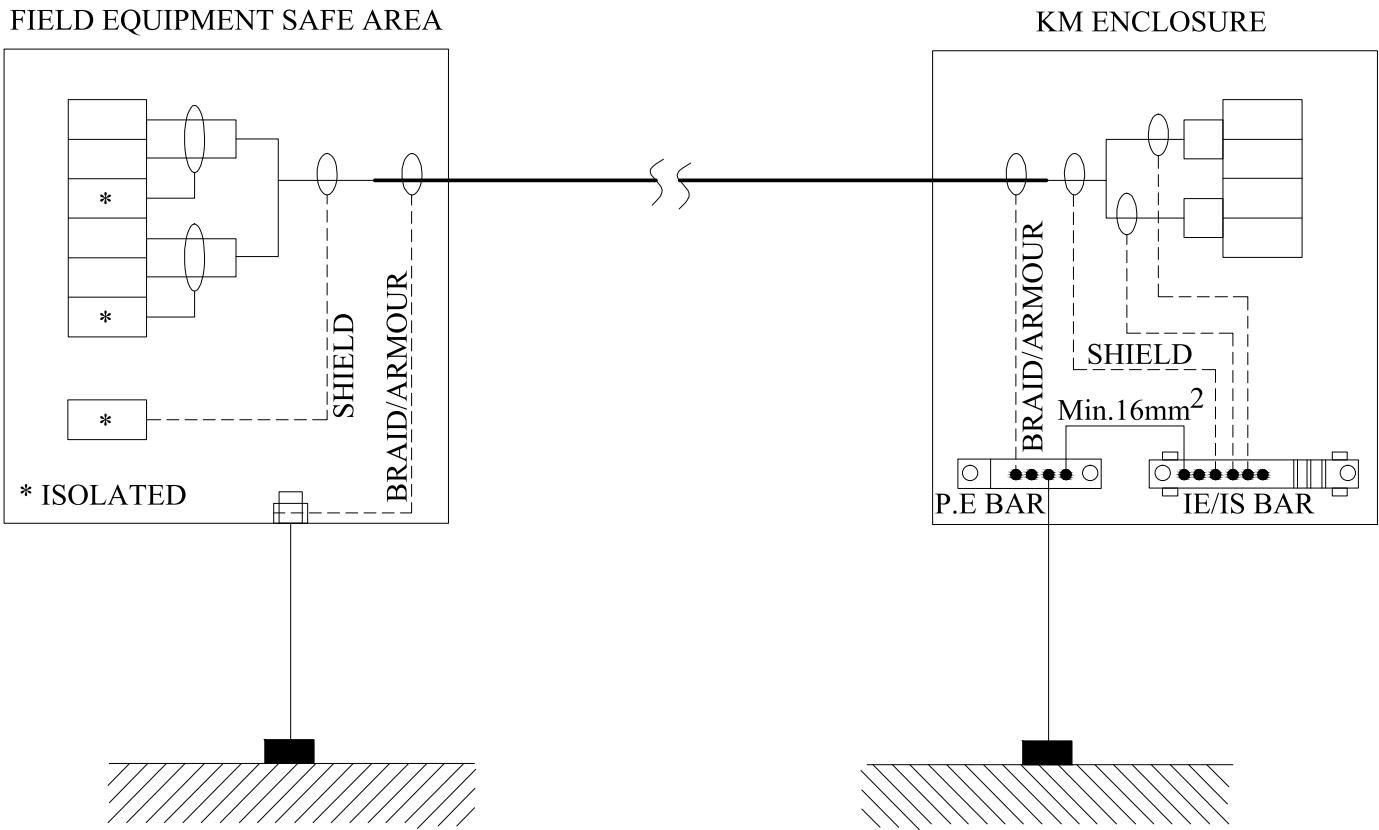 FIELD EQUIPMENT SAFE AREA
KM ENCLOSURE
*
*
SHIELD
BRAID/ARMOUR
*
* ISOLATED
BRAID/ARMOUR
SHIELD
Min.16mm²
P.E BAR
IE/IS BAR